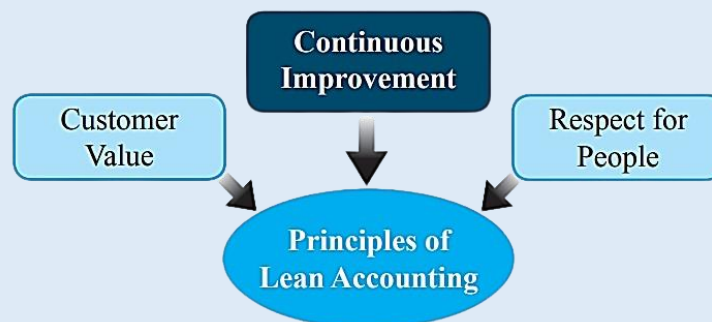 Continuous
Improvement
Customer
Value
Respect for
People
Principles of
Lean Accounting